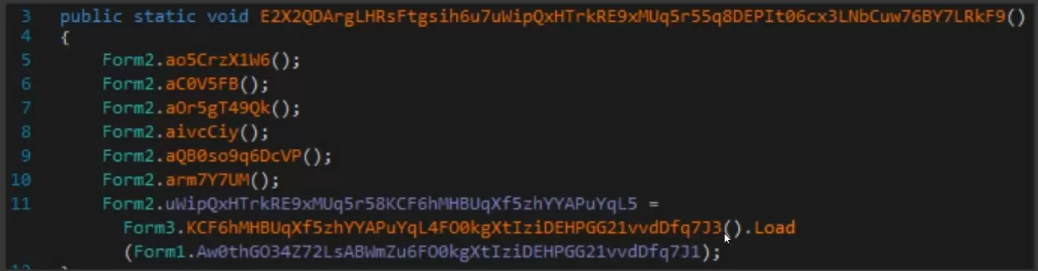 3 public static void E2X2QDArgLHRsFtgsih6u7uWipQxHTrkRE9xMUq5r55q8DEPIt06cx3LNbCuw76BY7LRkF9()
4 {
5 Form2.ao5CrzX1W6();
6 Form2.aC0V5FB();
7 Form2.aOr5gT49Qk();
8 Form2.aivcCiy();
9 Form2.aQB0so9q6DcVP();
10 Form2.arm7Y7UM();
11 Form2.uWipQxHTrkRE9xMUq5r58KCF6hMHBUqXf5zhYYAPuYqL5 =
Form3.KCF6hMHBUqXf5zhYYAPuYqL4FO0kgXtIziDEHPGG21vvdDfq7J3().Load
(Form1.Aw0thGO34Z72LsABWmZu6FO0kgXtIziDEHPGG21vvdDfq7J1);